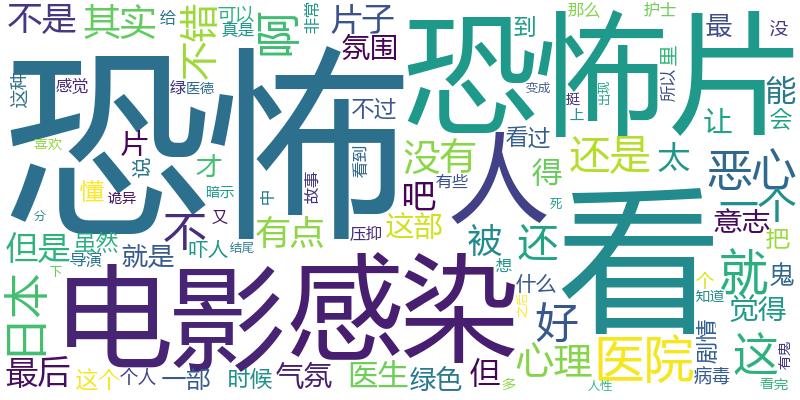 不是
其实
不错
可以
真是
给
啊
非常
片子
氛围
恐怖
恐怖片
到
那么
护士
最
没
这种
感觉
绿
医德
不过
看过
变成
挺
上
所以
里
能
让
会
喜欢
片
说
才
懂
诡异
暗示
又
中
故事
看到
没有
有些
吧
人
得
还是
太
恶心
一个
意志
把
分
但是
虽然
导演
就是
不
吓人
结尾
有点
压抑
这部
被
还
想
死
看
就
个
知道
鬼
觉得
日本
下
电影
感染
什么
之后
好
心理
医院
剧情
这
病毒
有鬼
最后
这个
个人
一部
时候
气氛
医生
绿色
但
多
人性
看完